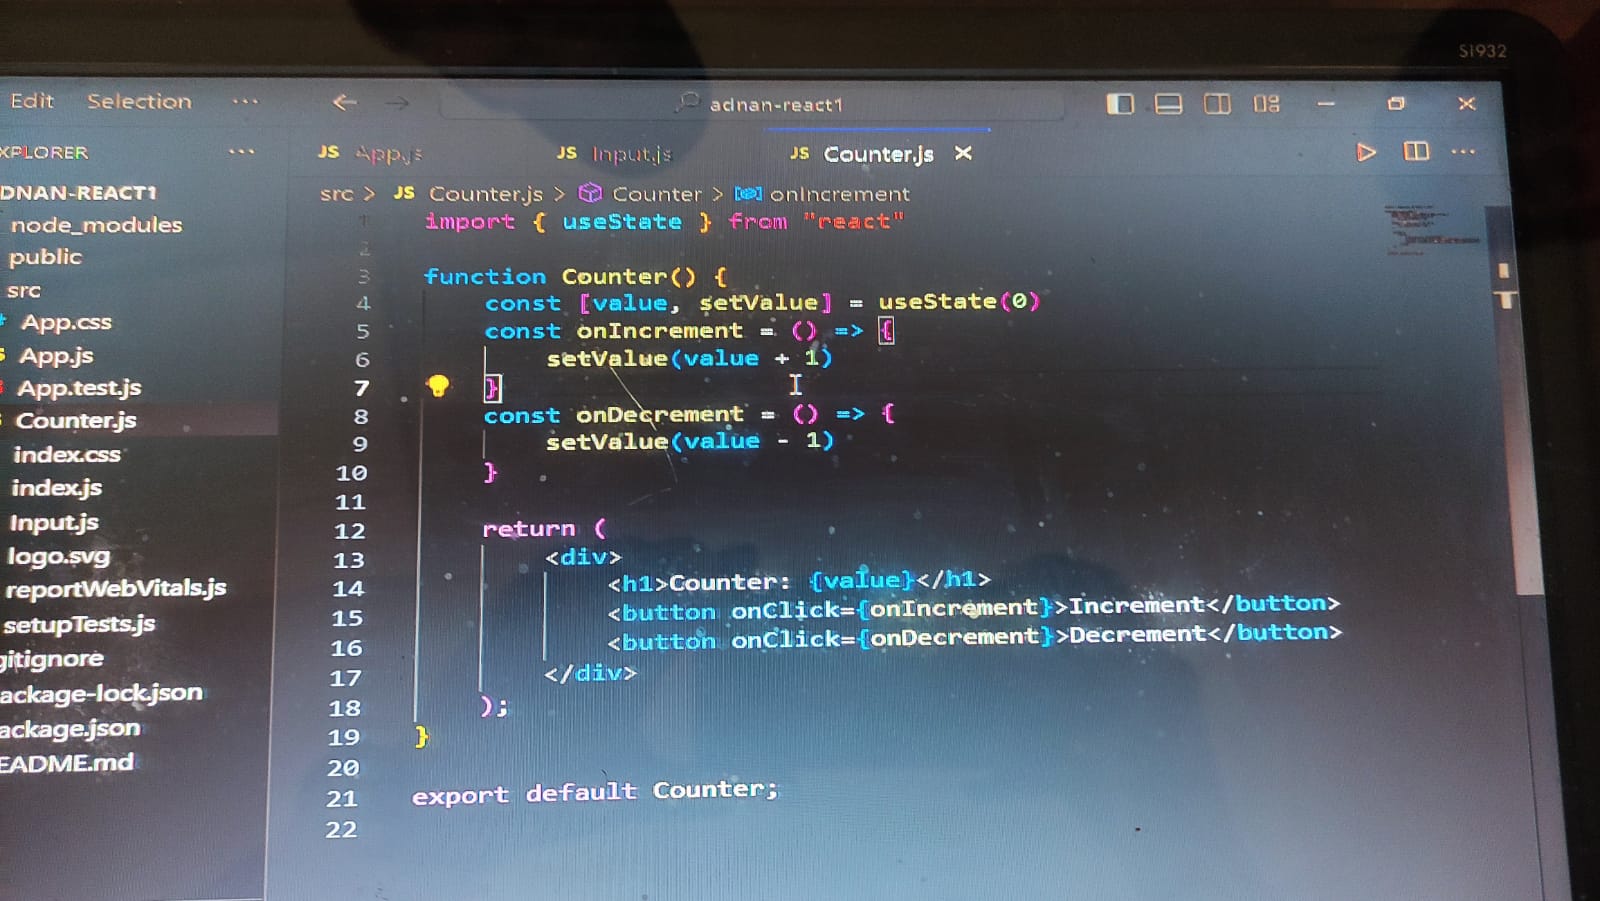 SI932
Edit Selection ... adnan-react1
XPLORER ...
DNAN-REACT1
node_modules
public
src
App.css
App.js
App.test.js
Counter.js
index.css
index.js
Input.js
logo.svg
reportWebVitals.js
setupTests.js
gitignore
ackage-lock.json
ackage.json
EADME.md
JS App.js JS Input.js JS Counter.js
src > JS Counter.js > Counter > onIncrement
1 import { useState } from "react"
2
3 function Counter() {
4 const [value, setValue] = useState(0)
5 const onIncrement = () => {
6 setValue(value + 1)
7 }
8 const onDecrement = () => {
9 setValue(value - 1)
10 }
11
12 return (
13 <div>
14 <h1>Counter: {value}</h1>
15 <button onClick={onIncrement}>Increment</button>
16 <button onClick={onDecrement}>Decrement</button>
17 </div>
18 );
19 }
20
21 export default Counter;
22